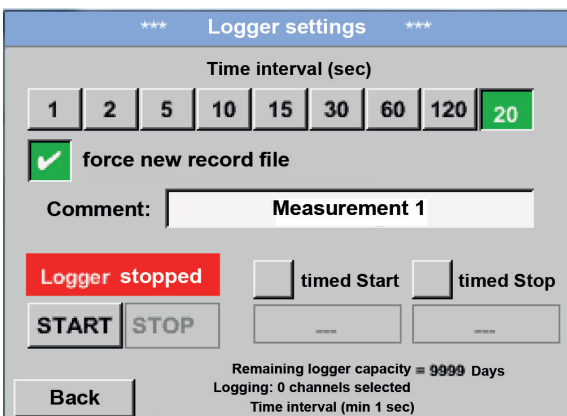 *** Logger settings ***
Time interval (sec)
1 2 5 10 15 30 60 120 20
force new record file
Comment: Measurement 1
Logger stopped
timed Start timed Stop
START STOP --- ---
Remaining logger capacity = 9999 Days
Logging: 0 channels selected
Back
Time interval (min 1 sec)